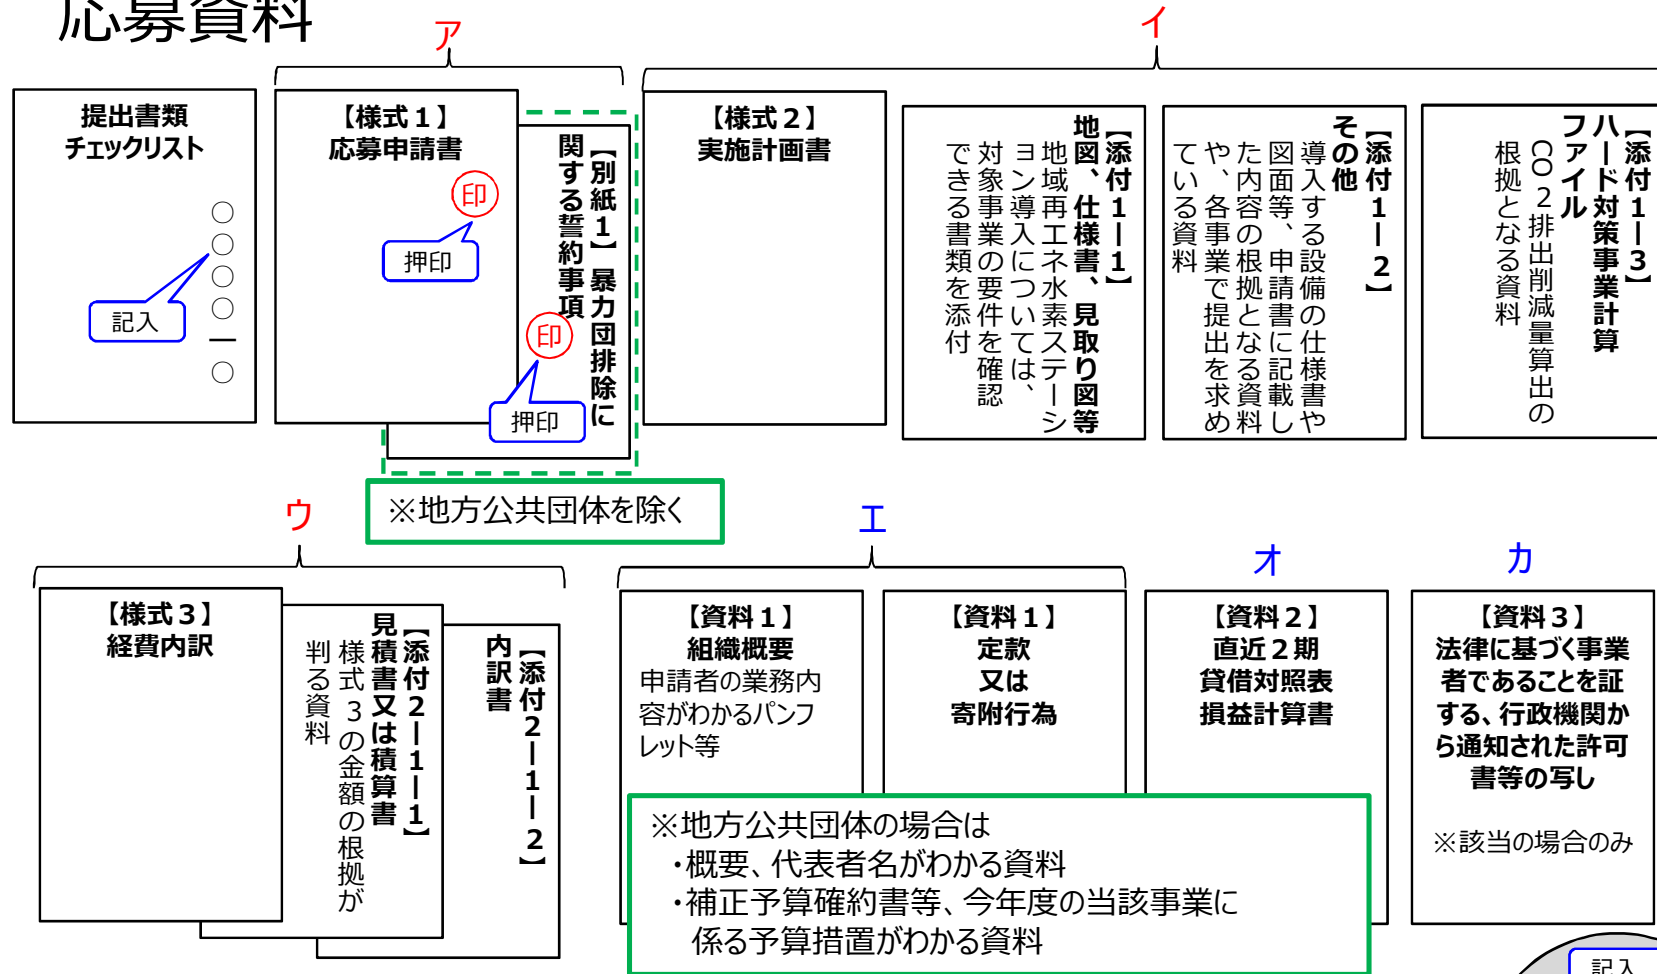 応募資料
ア
イ
提出書類
チェックリスト
○
○
○
○
ー
○
記入
【様式１】
応募申請書
印
押印
【別紙１】暴力団排除に
関する誓約事項
印
押印
※地方公共団体を除く
【様式２】
実施計画書
【添付１ー１】
地図、仕様書、見取り図等
地域再エネ水素ステーシ
ョン導入については、
対象事業の要件を確認
できる書類を添付
【添付１ー２】
その他
導入する設備の仕様書や
図面等、申請書に記載し
た内容の根拠となる資料
や、各事業で提出を求め
ている資料
【添付１ー３】
ハード対策事業計算
ファイル
ＣＯ２排出削減量算出の
根拠となる資料
ウ
エ
オ
カ
【様式３】
経費内訳
【添付２ー１ー１】
見積書又は積算書
様式３の金額の根拠が
判る資料
【添付２ー１ー２】
内訳書
【資料１】
組織概要
申請者の業務内
容がわかるパンフ
レット等
【資料１】
定款
又は
寄附行為
【資料２】
直近２期
貸借対照表
損益計算書
【資料３】
法律に基づく事業
者であることを証
する、行政機関か
ら通知された許可
書等の写し
※該当の場合のみ
※地方公共団体の場合は
・概要、代表者名がわかる資料
・補正予算確約書等、今年度の当該事業に
係る予算措置がわかる資料
記入